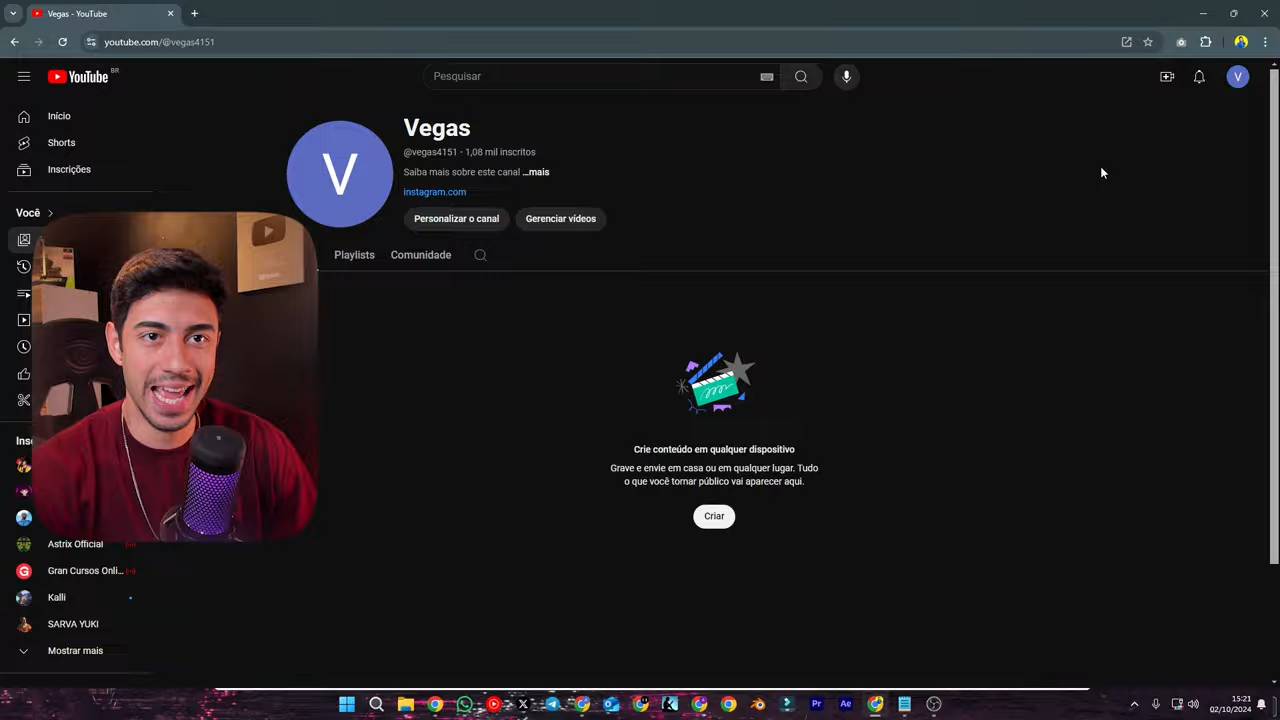 Vegas - YouTube
youtube.com/@vegas4151
YouTube BR
Pesquisar
V
Início
Shorts
Inscrições
Você
V
Vegas
@vegas4151 - 1,08 mil inscritos
Saiba mais sobre este canal ...mais
instagram.com
Personalizar o canal
Gerenciar vídeos
Playlists
Comunidade
Crie conteúdo em qualquer dispositivo
Grave e envie em casa ou em qualquer lugar. Tudo
o que você tornar público vai aparecer aqui.
Criar
Insc
Astrix Official
Gran Cursos Onli...
Kalli
SARVA YUKI
Mostrar mais
Pr
Ae
15:21
02/10/2024